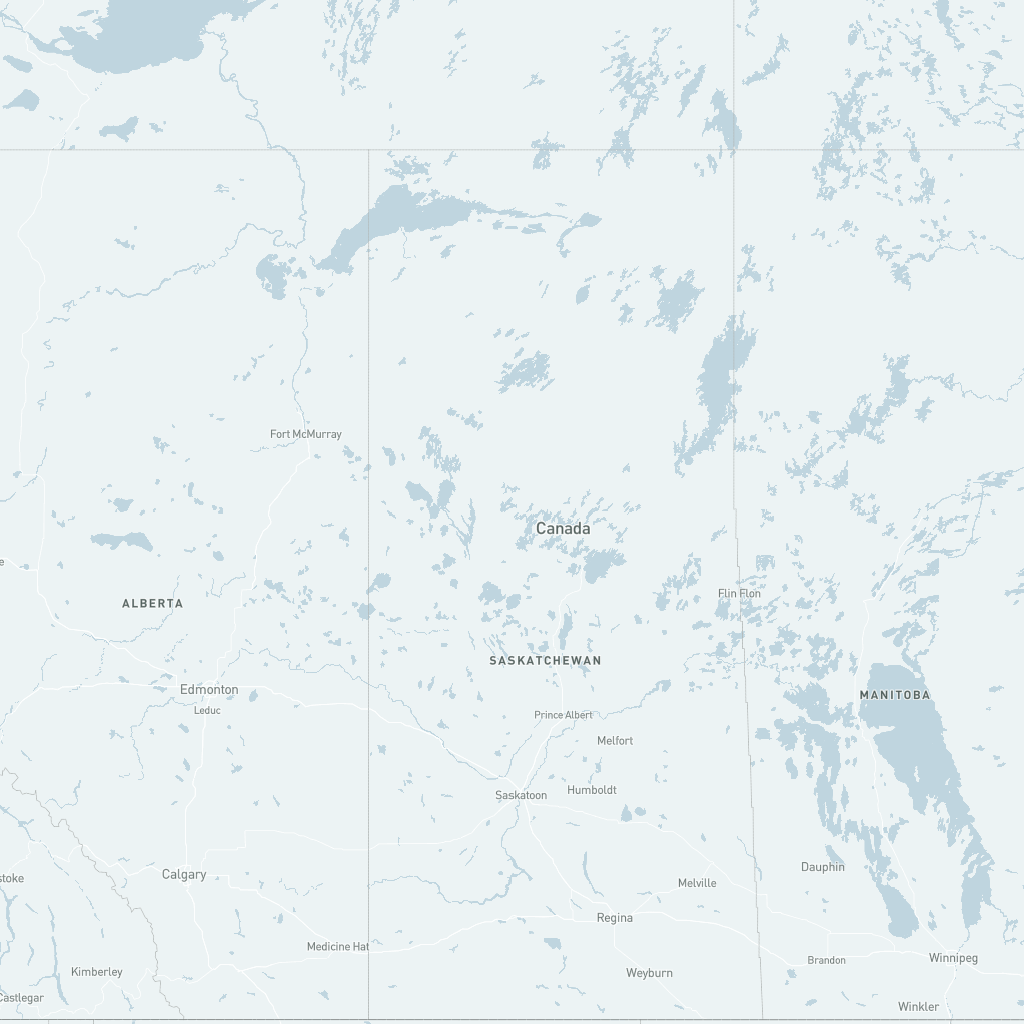 Fort McMurray
Canada
e
Flin Flon
ALBERTA
SASKATCHEWAN
Edmonton
MANITOBA
Leduc
Prince Albert
Melfort
Humboldt
Saskatoon
Dauphin
Calgary
stoke
Melville
Regina
Medicine Hat
Winnipeg
Brandon
Kimberley
Weyburn
Castlegar
Winkler